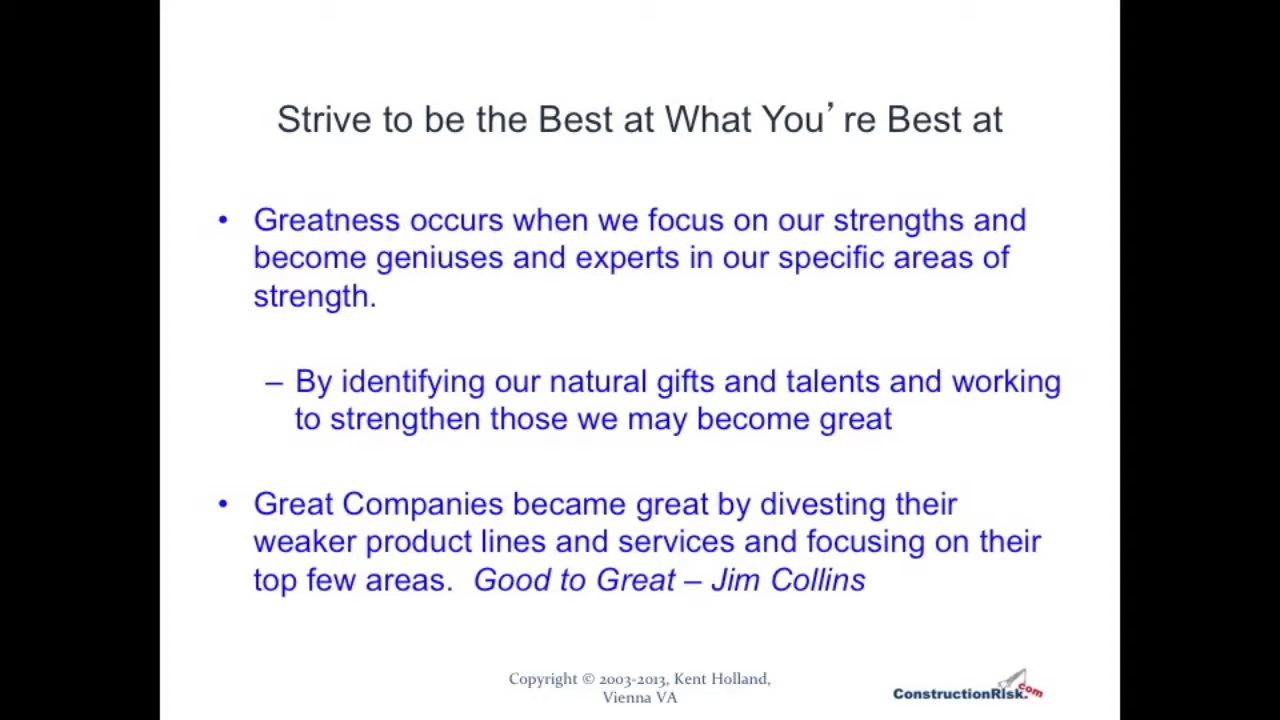 Strive to be the Best at What You’re Best at
• Greatness occurs when we focus on our strengths and
become geniuses and experts in our specific areas of
strength.
– By identifying our natural gifts and talents and working
to strengthen those we may become great
• Great Companies became great by divesting their
weaker product lines and services and focusing on their
top few areas. Good to Great – Jim Collins
Copyright © 2003-2013, Kent Holland,
Vienna VA
ConstructionRisk.com